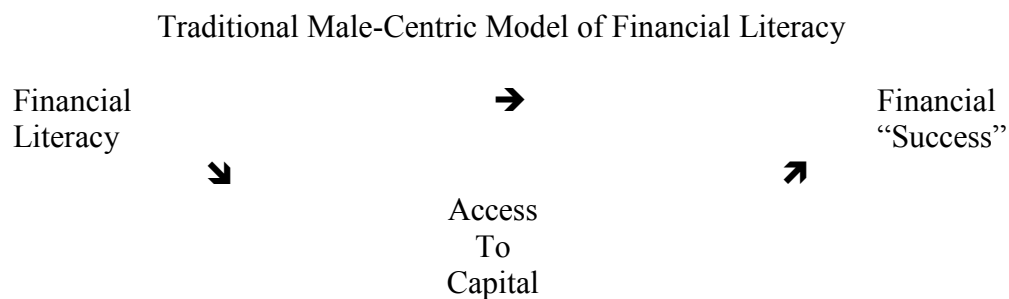 Traditional Male-Centric Model of Financial Literacy
Financial
Literacy
➔
Financial
“Success”
➘
➚
Access
To
Capital